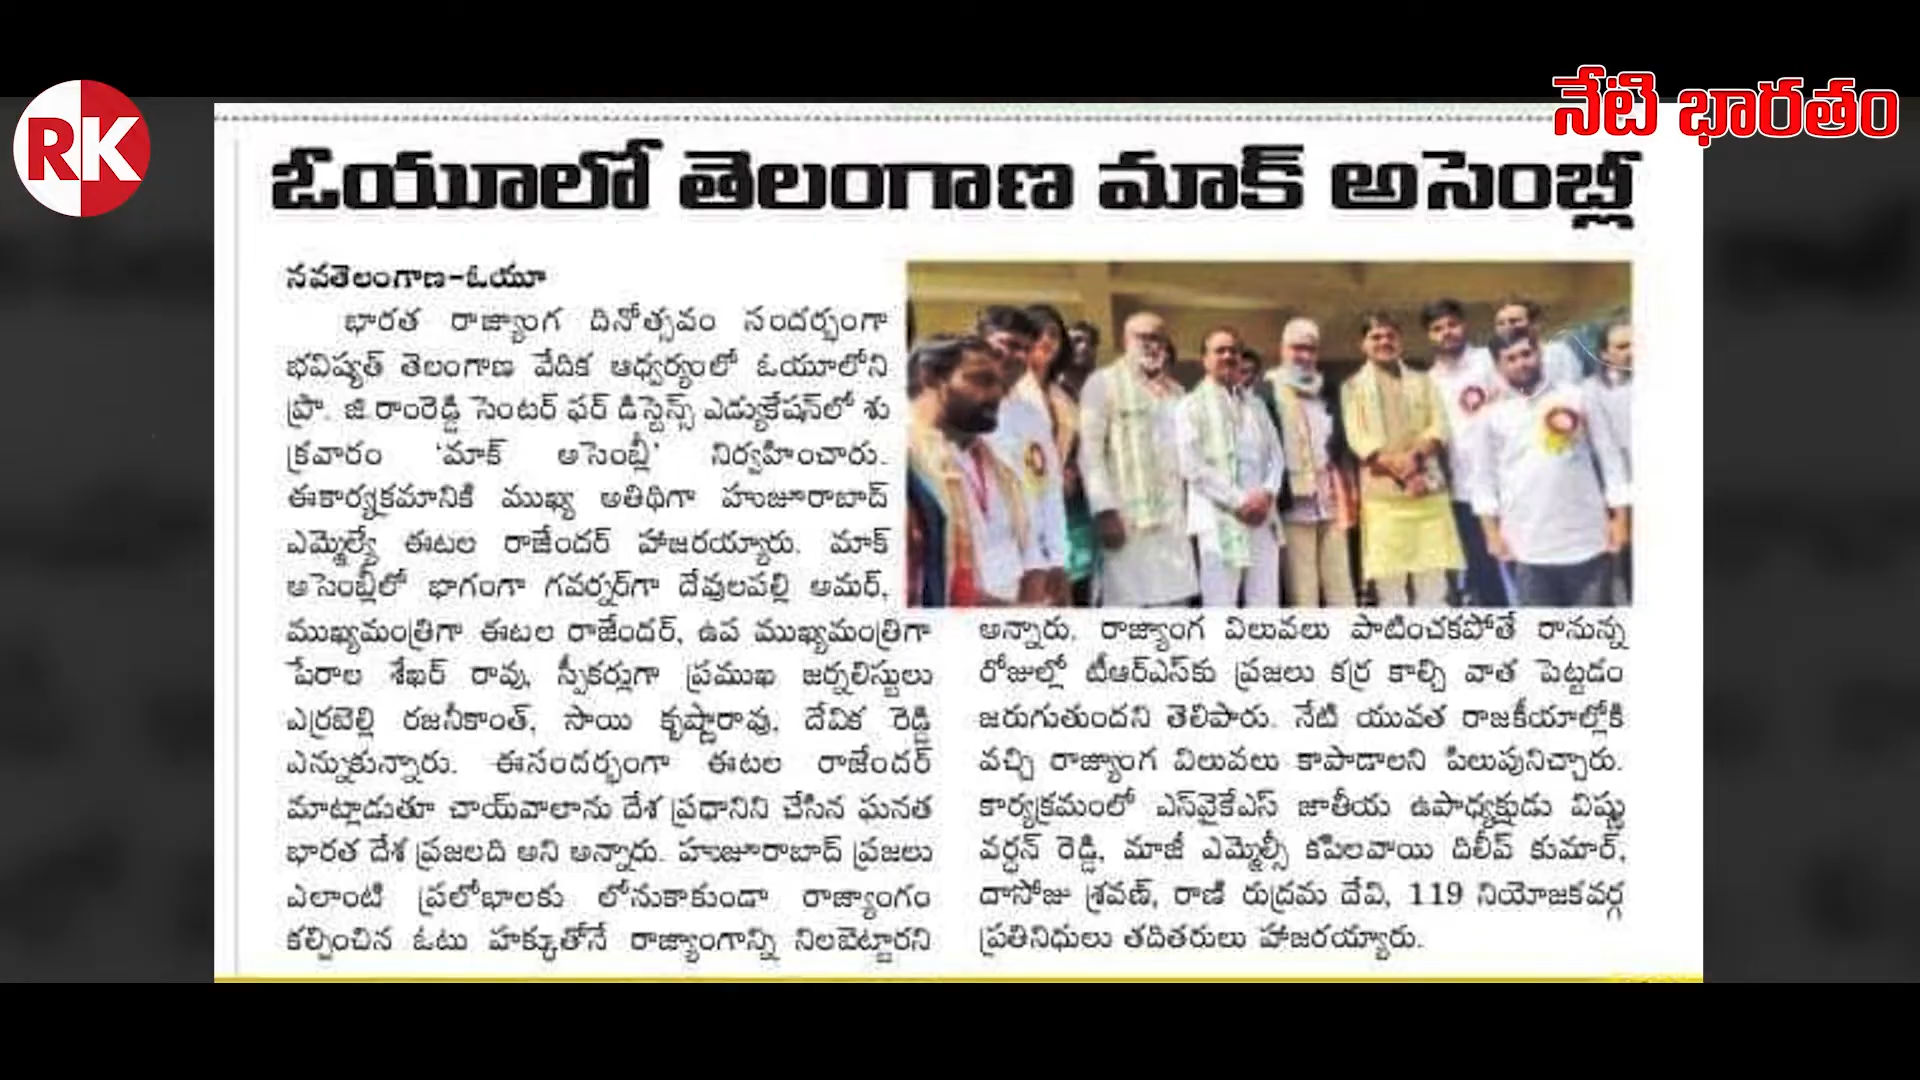 RK
నేటి భారతం
ఓయూలో తెలంగాణ మాక్ అసెంబ్లీ
నవతెలంగాణ-ఓయూ
భారత రాజ్యాంగ దినోత్సవం సందర్భంగా
భవిష్యత్ తెలంగాణ వేదిక ఆధ్వర్యంలో ఓయూలోని
ప్రొ. జి.రాంరెడ్డి సెంటర్ ఫర్ డిస్టెన్స్ ఎడ్యుకేషన్‌లో శు
క్రవారం 'మాక్ అసెంబ్లీ' నిర్వహించారు.
ఈకార్యక్రమానికి ముఖ్య అతిథిగా హుజూరాబాద్
ఎమ్మెల్యే ఈటల రాజేందర్ హాజరయ్యారు. మాక్
అసెంబ్లీలో భాగంగా గవర్నర్‌గా దేవులపల్లి అమర్,
ముఖ్యమంత్రిగా ఈటల రాజేందర్, ఉప ముఖ్యమంత్రిగా
పేరాల శేఖర్ రావు, స్పీకర్లుగా ప్రముఖ జర్నలిస్టులు
ఎర్రబెల్లి రజనీకాంత్, సాయి కృష్ణారావు, దేవిక రెడ్డి
ఎన్నుకున్నారు. ఈసందర్భంగా ఈటల రాజేందర్
మాట్లాడుతూ చాయ్‌వాలాను దేశ ప్రధానిని చేసిన ఘనత
భారత దేశ ప్రజలది అని అన్నారు. హుజూరాబాద్ ప్రజలు
ఎలాంటి ప్రలోభాలకు లోనుకాకుండా రాజ్యాంగం
కల్పించిన ఓటు హక్కుతోనే రాజ్యాంగాన్ని నిలబెట్టారని
అన్నారు. రాజ్యాంగ విలువలు పాటించకపోతే రానున్న
రోజుల్లో టీఆర్ఎస్‌కు ప్రజలు కర్ర కాల్చి వాత పెట్టడం
జరుగుతుందని తెలిపారు. నేటి యువత రాజకీయాల్లోకి
వచ్చి రాజ్యాంగ విలువలు కాపాడాలని పిలుపునిచ్చారు.
కార్యక్రమంలో ఎస్‌వైకేఎస్ జాతీయ ఉపాధ్యక్షుడు విష్ణు
వర్ధన్ రెడ్డి, మాజీ ఎమ్మెల్సీ కపిలవాయి దిలీప్ కుమార్,
దాసోజు శ్రవణ్, రాణి రుద్రమ దేవి, 119 నియోజకవర్గ
ప్రతినిధులు తదితరులు హాజరయ్యారు.